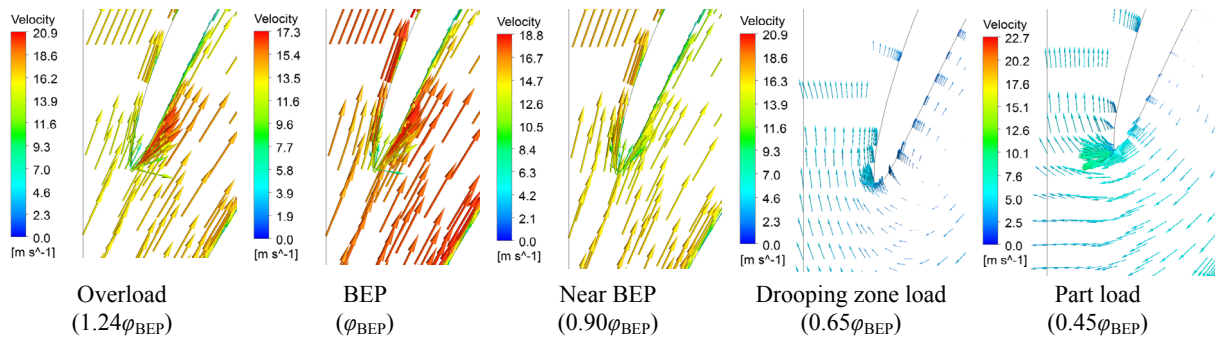 Velocity
20.9
18.6
16.3
13.9
11.6
9.3
7.0
4.6
2.3
0.0
[m s^-1]
Velocity
17.3
15.4
13.5
11.6
9.6
7.7
5.8
3.9
1.9
0.0
[m s^-1]
Velocity
18.8
16.7
14.6
12.5
10.5
8.4
6.3
4.2
2.1
0.0
[m s^-1]
Velocity
20.9
18.6
16.3
13.9
11.6
9.3
7.0
4.6
2.3
0.0
[m s^-1]
Velocity
22.7
20.2
17.6
15.1
12.6
10.1
7.6
5.0
2.5
0.0
[m s^-1]
Overload
(1.24φBEP)
BEP
(φBEP)
Near BEP
(0.90φBEP)
Drooping zone load
(0.65φBEP)
Part load
(0.45φBEP)